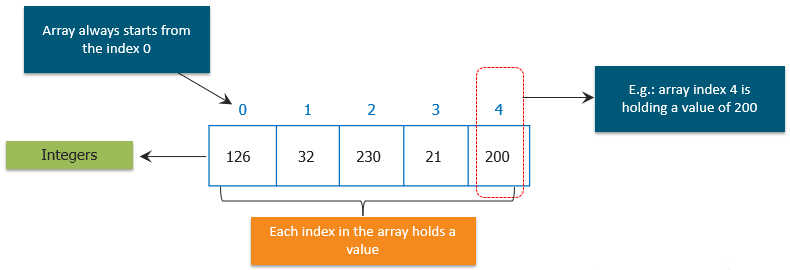 Array always starts from
the index 0
E.g.: array index 4 is
holding a value of 200
0 1 2 3 4
Integers
126 32 230 21 200
Each index in the array holds a
value